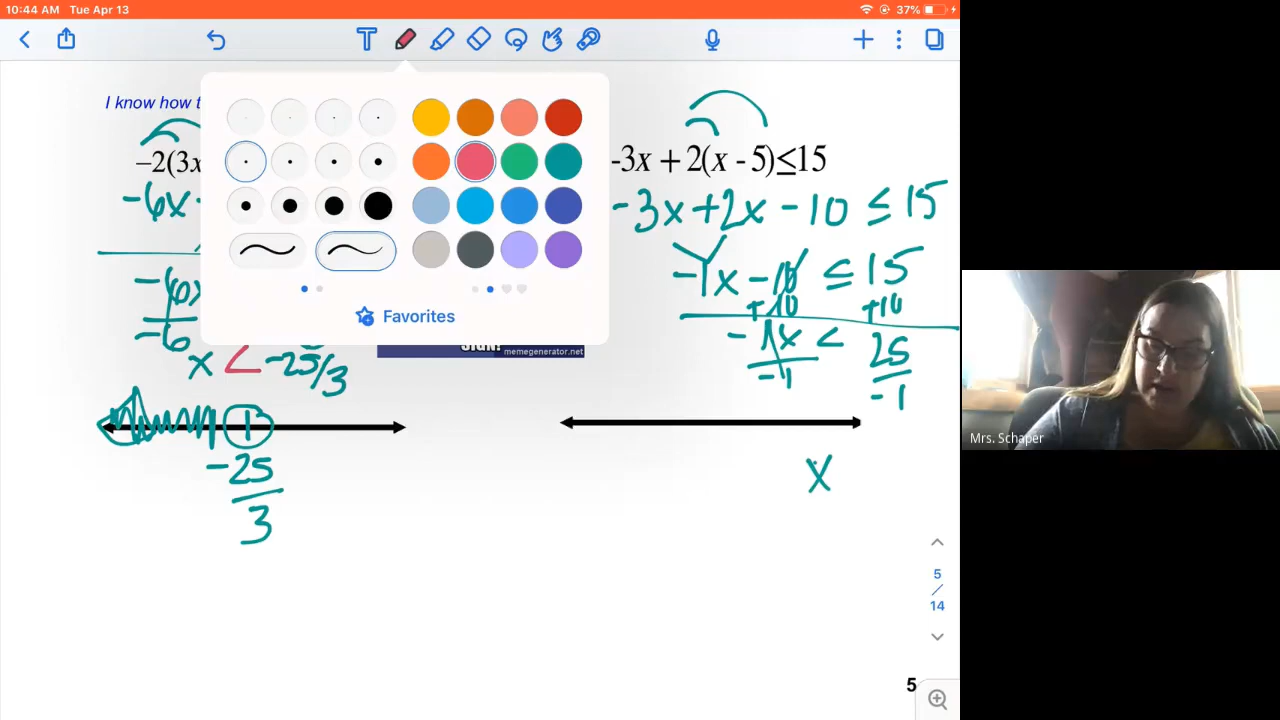 10:44 AM Tue Apr 13
37%
I know how t
-2(3x
-6x
-6x
-6
x < -25/3
-25
3
Favorites
SIGN!
memegenerator.net
-3x + 2(x - 5)≤15
-3x+2x - 10 ≤ 15
-1x - 10 ≤ 15
+10 +10
-1x < 25
-1 -1
x
5
/
14
5
Mrs. Schaper